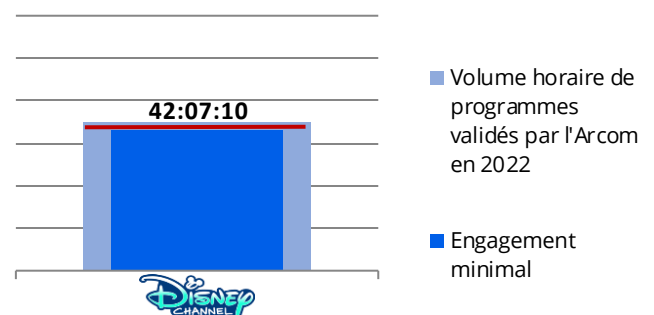 42:07:10
Volume horaire de
programmes
validés par l'Arcom
en 2022
Engagement
minimal
DISNEY
CHANNEL